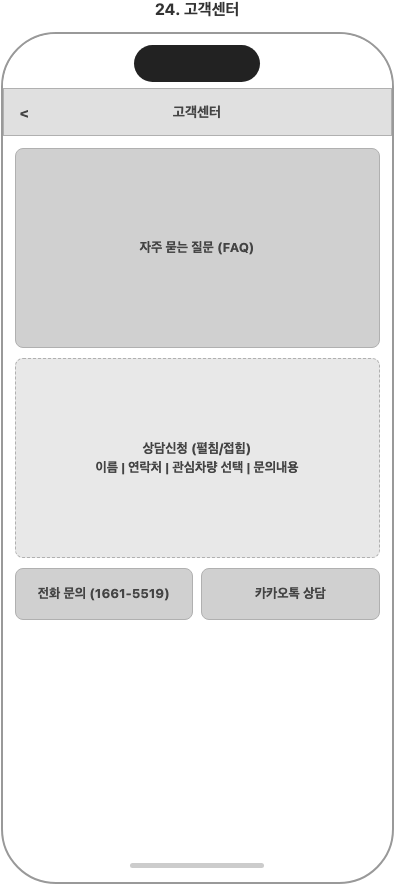 24. 고객센터
<
고객센터
자주 묻는 질문 (FAQ)
상담신청 (펼침/접힘)
이름 | 연락처 | 관심차량 선택 | 문의내용
전화 문의 (1661-5519)
카카오톡 상담